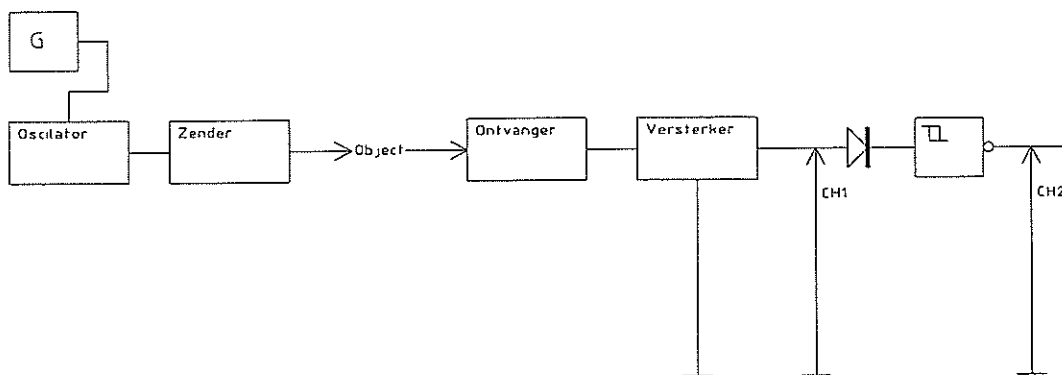 G
Oscilator
Zender
Object
Ontvanger
Versterker
CH1
CH2